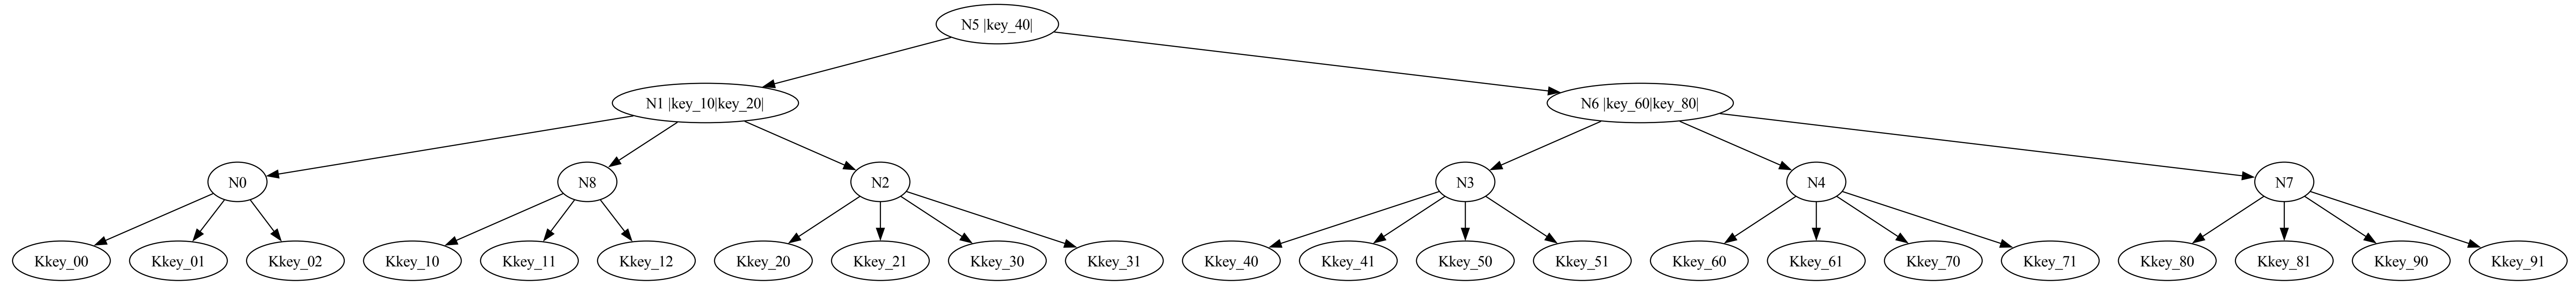 N5 |key_40|
N1 |key_10|key_20|
N6 |key_60|key_80|
N0
N8
N2
N3
N4
N7
Kkey_00
Kkey_01
Kkey_02
Kkey_10
Kkey_11
Kkey_12
Kkey_20
Kkey_21
Kkey_30
Kkey_31
Kkey_40
Kkey_41
Kkey_50
Kkey_51
Kkey_60
Kkey_61
Kkey_70
Kkey_71
Kkey_80
Kkey_81
Kkey_90
Kkey_91